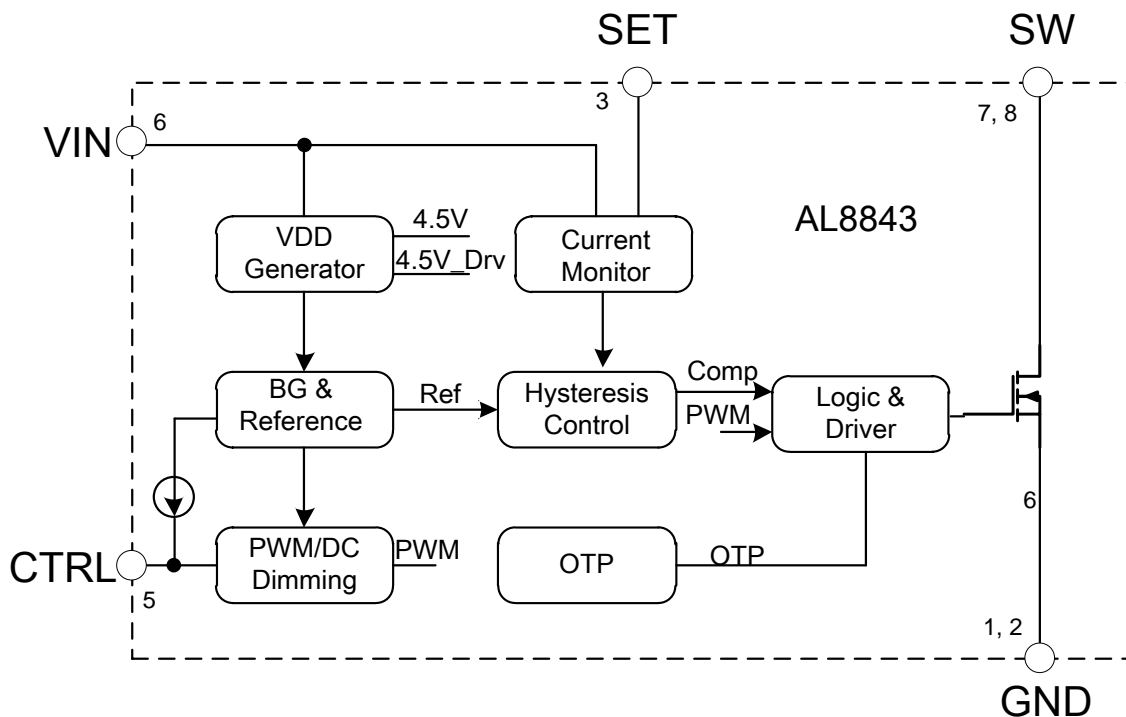 SET
SW
3
7, 8
6
VIN
AL8843
4.5V
VDD
Generator
4.5V_Drv
Current
Monitor
BG &
Reference
Ref
Hysteresis
Control
Comp
PWM
Logic &
Driver
6
CTRL
5
PWM/DC
Dimming
PWM
OTP
OTP
1, 2
GND